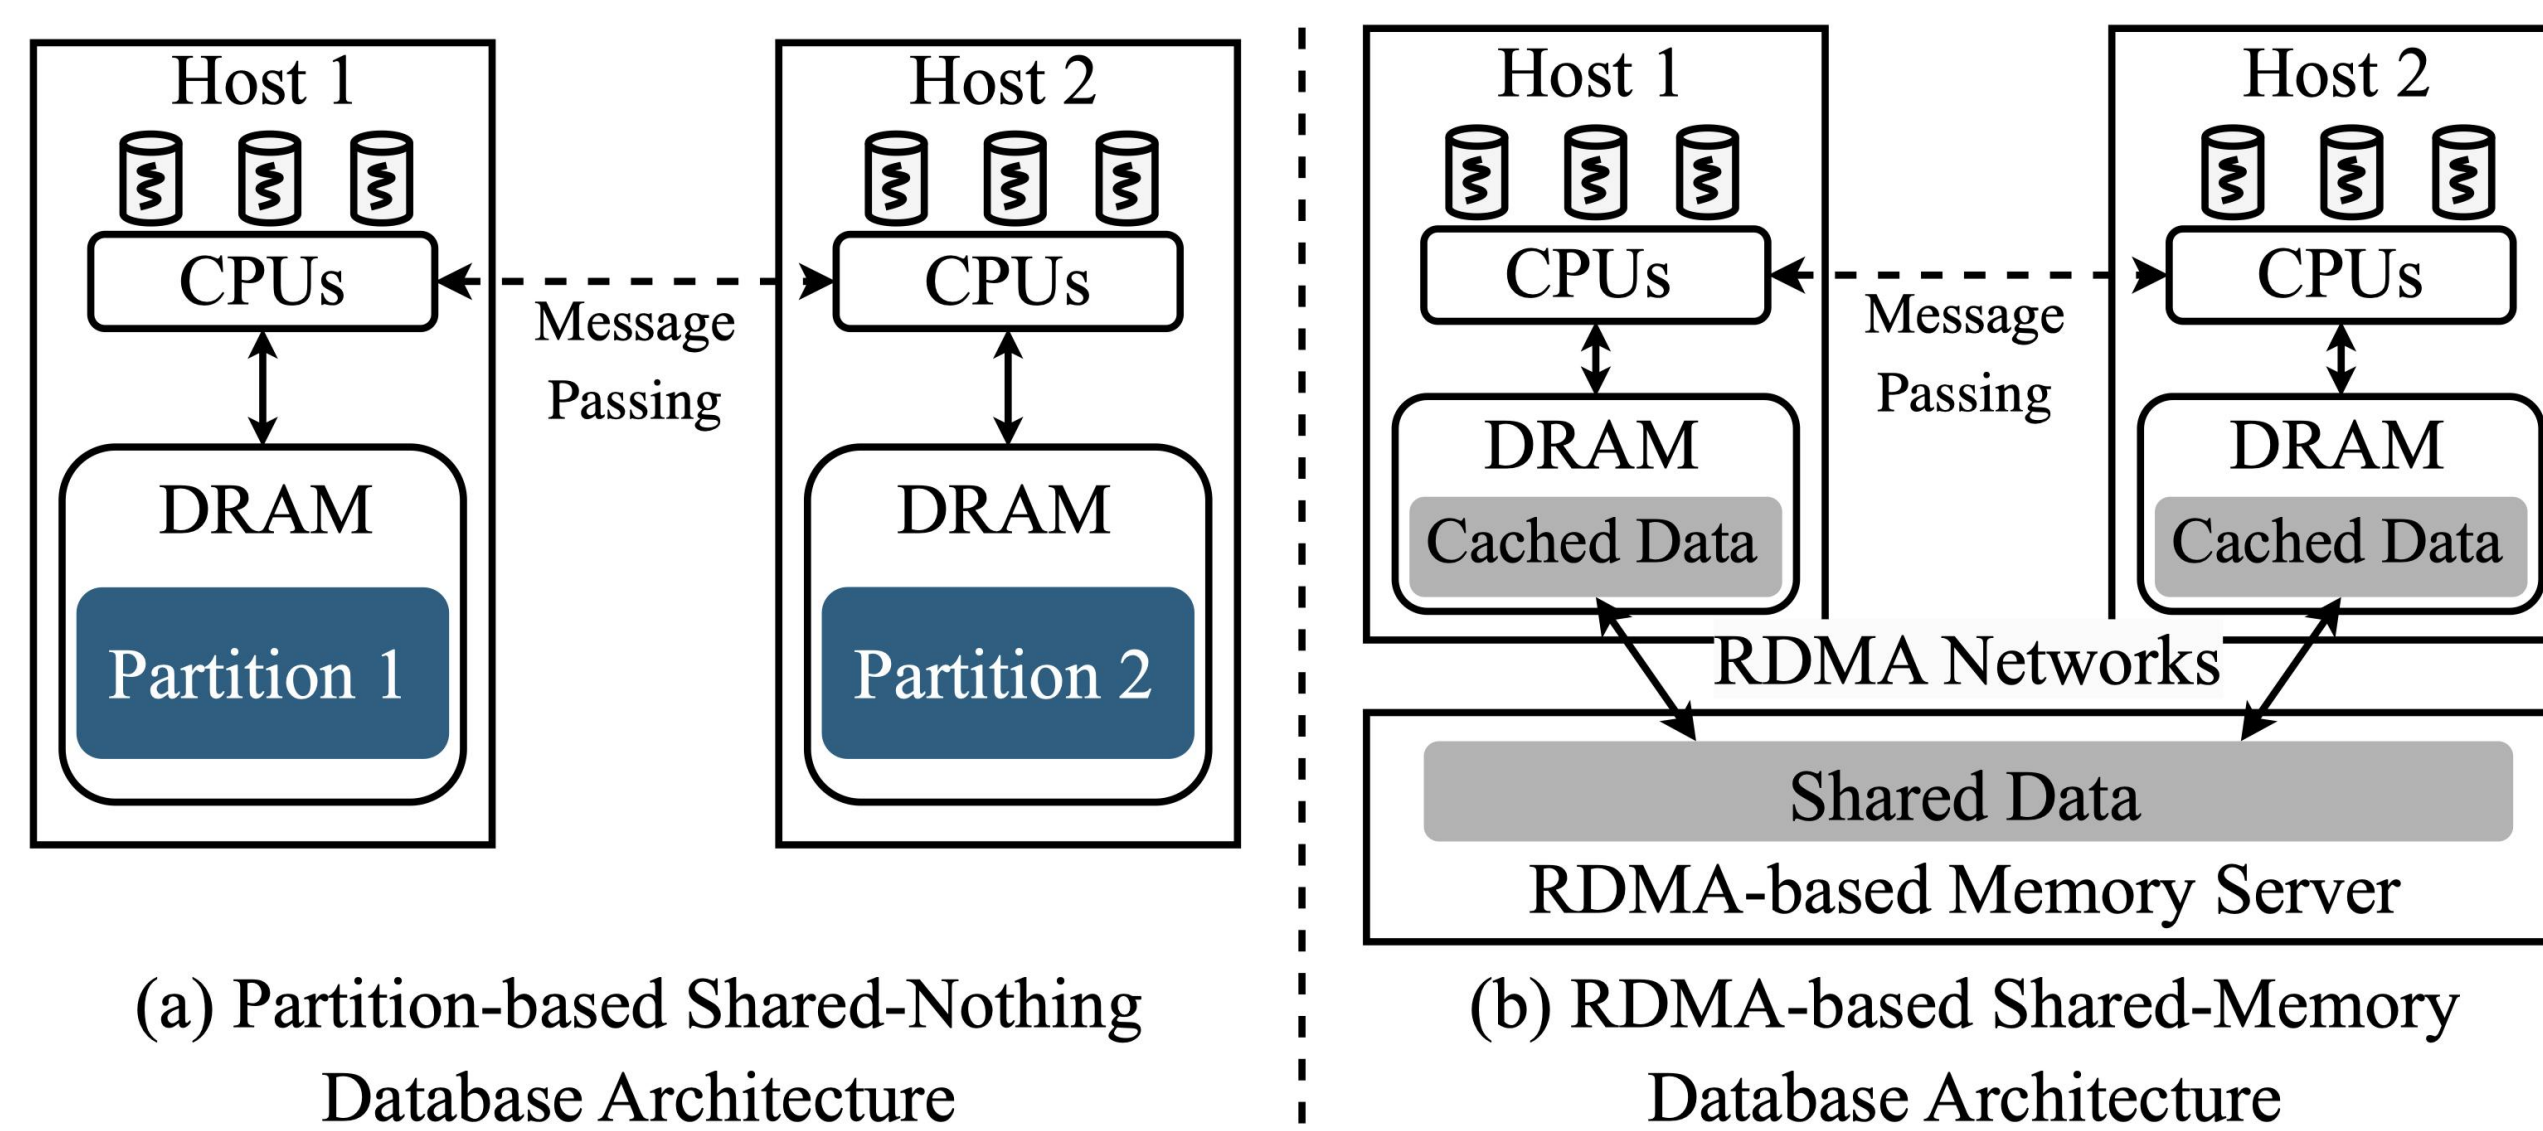 Host 1
CPUs
DRAM
Partition 1
Message
Passing
Host 2
CPUs
DRAM
Partition 2
(a) Partition-based Shared-Nothing
Database Architecture
Host 1
CPUs
DRAM
Cached Data
Message
Passing
Host 2
CPUs
DRAM
Cached Data
RDMA Networks
Shared Data
RDMA-based Memory Server
(b) RDMA-based Shared-Memory
Database Architecture